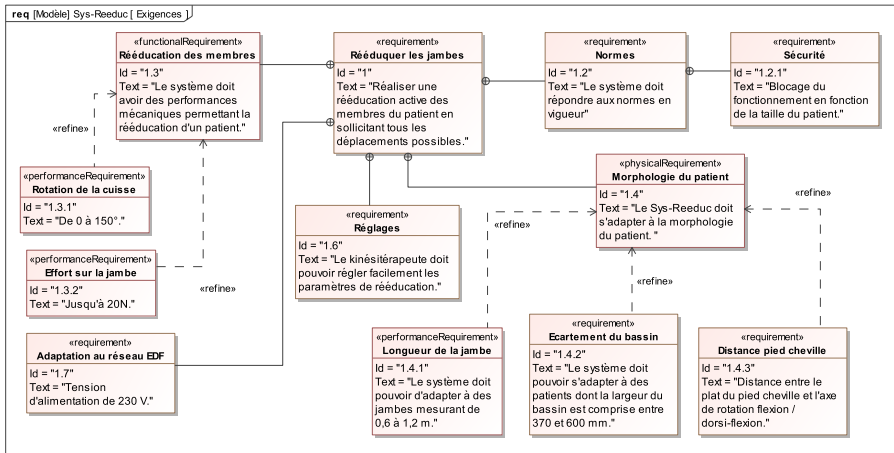 req [Modèle] Sys-Reeduc [ Exigences ]
«functionalRequirement»
Rééducation des membres
Id = "1.3"
Text = "Le système doit
avoir des performances
mécaniques permettant la
rééducation d'un patient."
«requirement»
Rééduquer les jambes
Id = "1"
Text = "Réaliser une
rééducation active des
membres du patient en
sollicitant tous les
déplacements possibles."
«requirement»
Normes
Id = "1.2"
Text = "Le système doit
répondre aux normes en
vigueur"
«requirement»
Sécurité
Id = "1.2.1"
Text = "Blocage du
fonctionnement en fonction
de la taille du patient."
«refine»
«performanceRequirement»
Rotation de la cuisse
Id = "1.3.1"
Text = "De 0 à 150°."
«physicalRequirement»
Morphologie du patient
Id = "1.4"
Text = "Le Sys-Reeduc doit
s'adapter à la morphologie
du patient. "
«refine»
«refine»
«requirement»
Réglages
Id = "1.6"
Text = "Le kinésitérapeute doit
pouvoir régler facilement les
paramètres de rééducation."
«performanceRequirement»
Effort sur la jambe
Id = "1.3.2"
Text = "Jusqu'à 20N."
«refine»
«refine»
«requirement»
Adaptation au réseau EDF
Id = "1.7"
Text = "Tension
d'alimentation de 230 V."
«performanceRequirement»
Longueur de la jambe
Id = "1.4.1"
Text = "Le système doit
pouvoir d'adapter à des
jambes mesurant de
0,6 à 1,2 m."
«requirement»
Ecartement du bassin
Id = "1.4.2"
Text = "Le système doit
pouvoir s'adapter à des
patients dont la largeur du
bassin est comprise entre
370 et 600 mm."
«requirement»
Distance pied cheville
Id = "1.4.3"
Text = "Distance entre le
plat du pied cheville et l'axe
de rotation flexion /
dorsi-flexion."